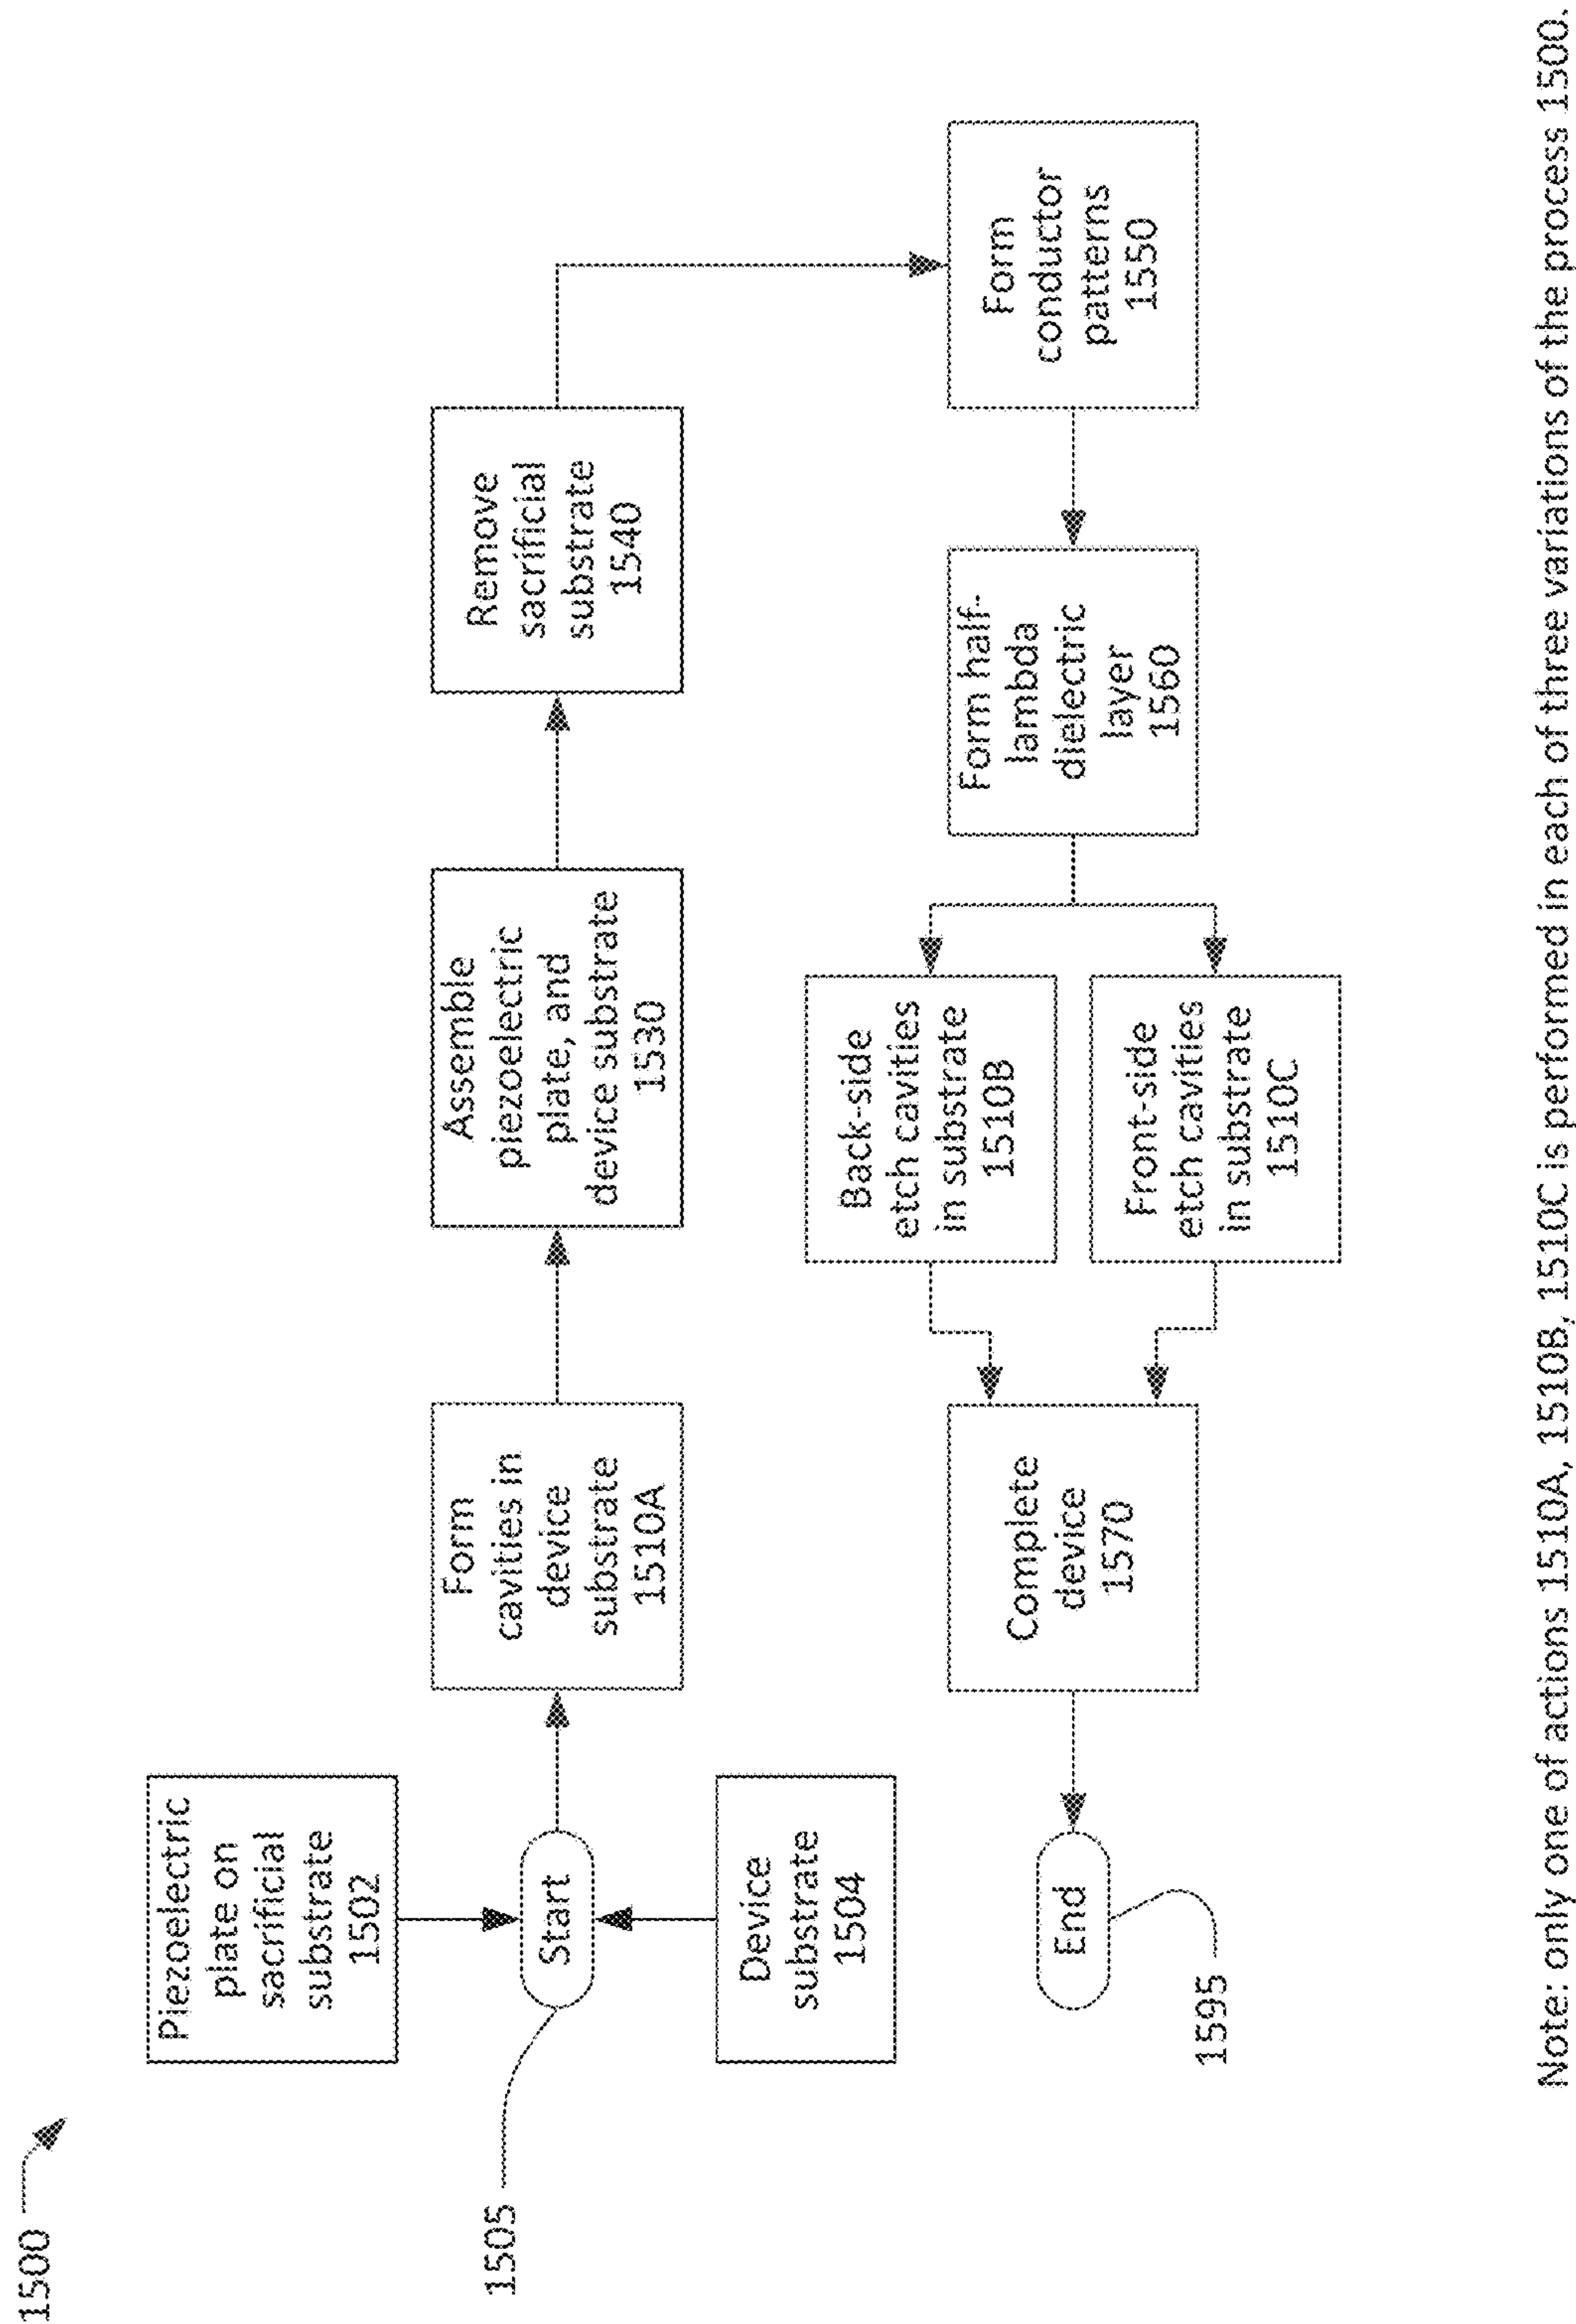 1500
Piezoelectric
plate on
sacrificial
substrate
1502
1505
Start
Device
substrate
1504
Form
cavities in
device
substrate
1510A
Assemble
piezoelectric
plate, and
device substrate
1530
Remove
sacrificial
substrate
1540
Form
conductor
patterns
1550
Form half-
lambda
dielectric
layer
1560
Back-side
etch cavities
in substrate
1510B
Front-side
etch cavities
in substrate
1510C
Complete
device
1570
End
1595
Note: only one of actions 1510A, 1510B, 1510C is performed in each of three variations of the process 1500.